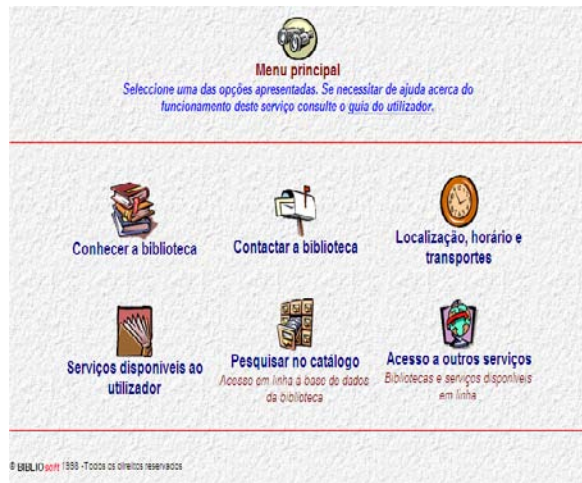 Menu principal
Seleccione uma das opções apresentadas. Se necessitar de ajuda acerca do
funcionamento deste serviço consulte o guia do utilizador.
Conhecer a biblioteca
Contactar a biblioteca
Localização, horário e
transportes
Serviços disponíveis ao
utilizador
Pesquisar no catálogo
Acesso em linha à base de dados
da biblioteca
Acesso a outros serviços
Bibliotecas e serviços disponíveis
em linha
© BIBLIOsoft 1998 - Todos os direitos reservados